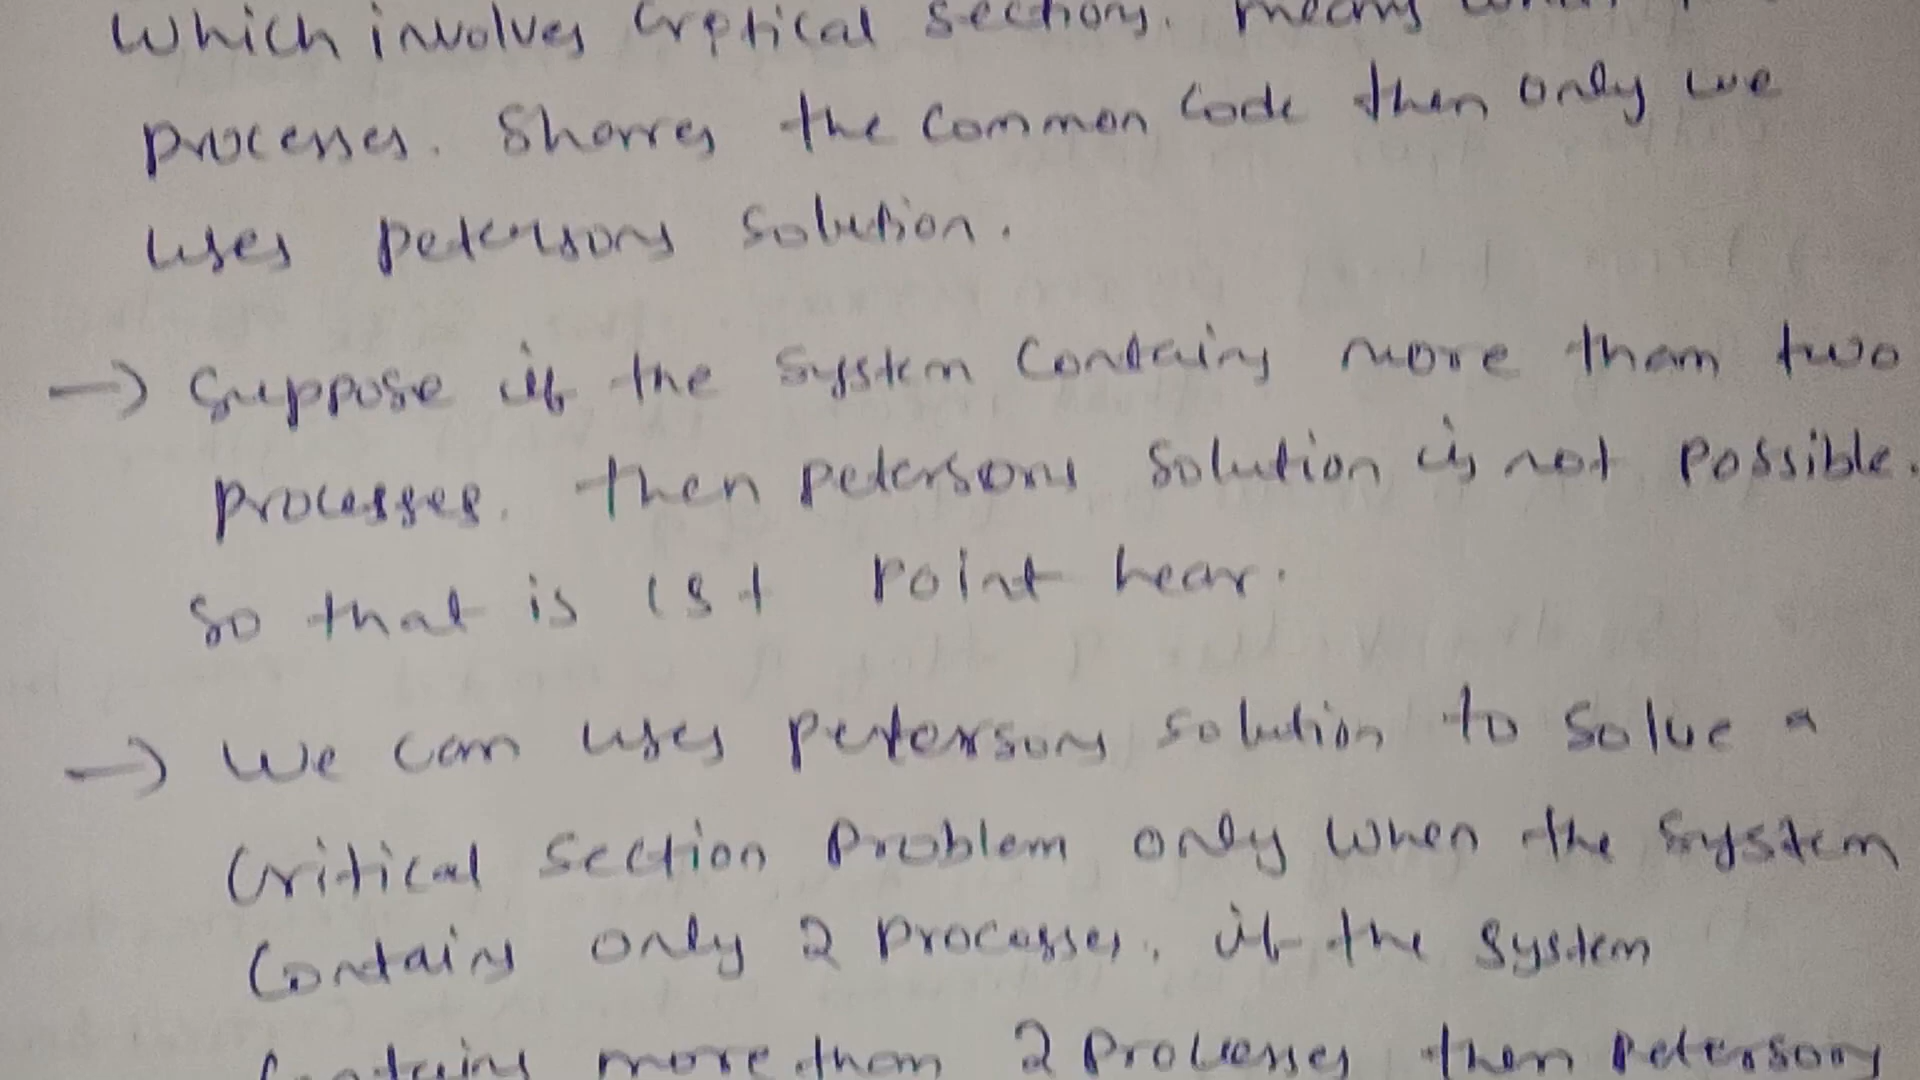 Which involves Critical sections. means when
processes. Shares the common code then only we
uses petersons solution.
→ Suppose if the system contains more than two
processes. then petersons solution is not possible.
so that is 1st point hear.
→ We can uses petersons solution to solve a
critical section problem only when the system
contains only 2 processes. if the system
contains more than 2 processes then petersons